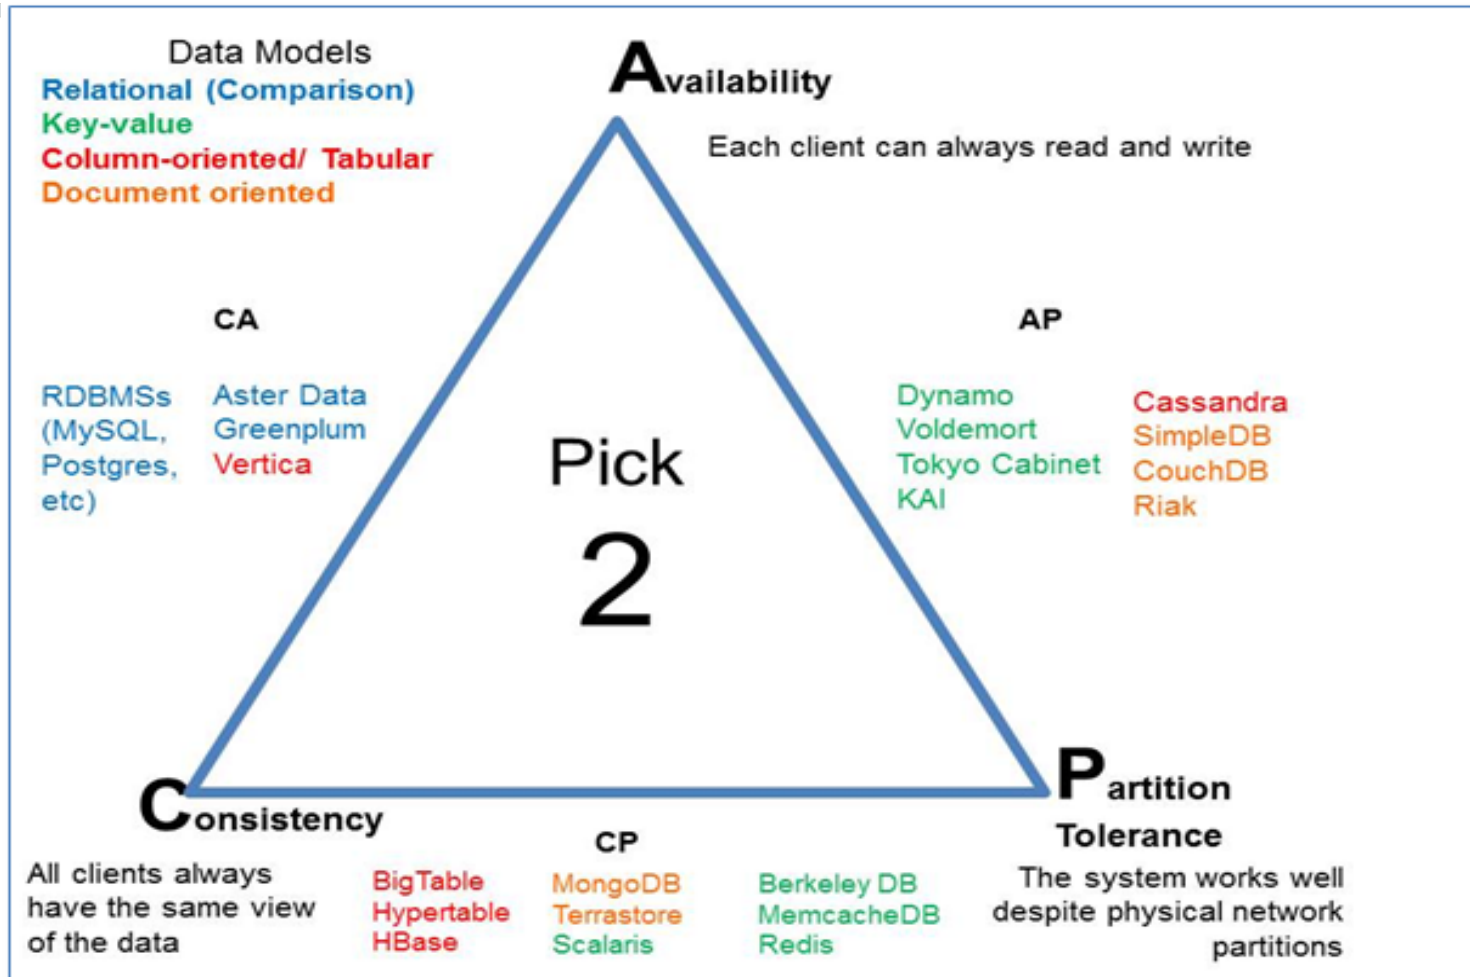 Data Models
Relational (Comparison)
Key-value
Column-oriented/ Tabular
Document oriented
Availability
Each client can always read and write
CA
RDBMSs
(MySQL,
Postgres,
etc)
Aster Data
Greenplum
Vertica
Pick
2
AP
Dynamo
Voldemort
Tokyo Cabinet
KAI
Cassandra
SimpleDB
CouchDB
Riak
Consistency
All clients always
have the same view
of the data
CP
BigTable
Hypertable
HBase
MongoDB
Terrastore
Scalaris
Berkeley DB
MemcacheDB
Redis
Partition
Tolerance
The system works well
despite physical network
partitions